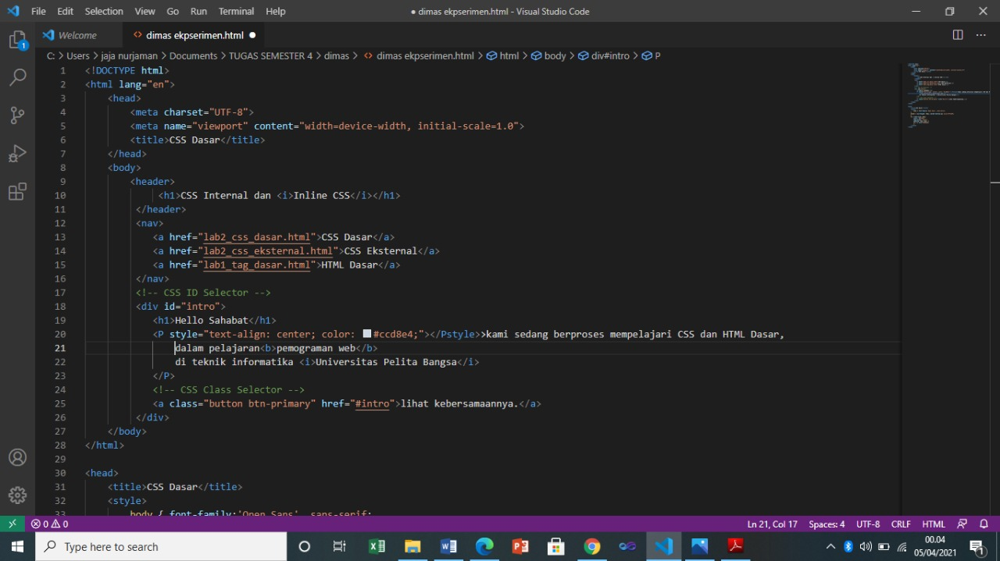 File Edit Selection View Go Run Terminal Help
● dimas ekpserimen.html - Visual Studio Code
Welcome
<> dimas ekpserimen.html ●
C: > Users > jaja nurjaman > Documents > TUGAS SEMESTER 4 > dimas > <> dimas ekpserimen.html > html > body > div#intro > P
1 <!DOCTYPE html>
2 <html lang="en">
3 <head>
4 <meta charset="UTF-8">
5 <meta name="viewport" content="width=device-width, initial-scale=1.0">
6 <title>CSS Dasar</title>
7 </head>
8 <body>
9 <header>
10 <h1>CSS Internal dan <i>Inline CSS</i></h1>
11 </header>
12 <nav>
13 <a href="lab2_css_dasar.html">CSS Dasar</a>
14 <a href="lab2_css_eksternal.html">CSS Eksternal</a>
15 <a href="lab1_tag_dasar.html">HTML Dasar</a>
16 </nav>
17 <!-- CSS ID Selector -->
18 <div id="intro">
19 <h1>Hello Sahabat</h1>
20 <P style="text-align: center; color: #ccd8e4;"></Pstyle>>kami sedang berproses mempelajari CSS dan HTML Dasar,
21 dalam pelajaran<b>pemograman web</b>
22 di teknik informatika <i>Universitas Pelita Bangsa</i>
23 </P>
24 <!-- CSS Class Selector -->
25 <a class="button btn-primary" href="#intro">lihat kebersamaannya.</a>
26 </div>
27 </body>
28 </html>
29
30 <head>
31 <title>CSS Dasar</title>
32 <style>
33 body { font-family:'Open Sans', sans-serif;
0 0
Ln 21, Col 17 Spaces: 4 UTF-8 CRLF HTML
Type here to search
00.04
05/04/2021